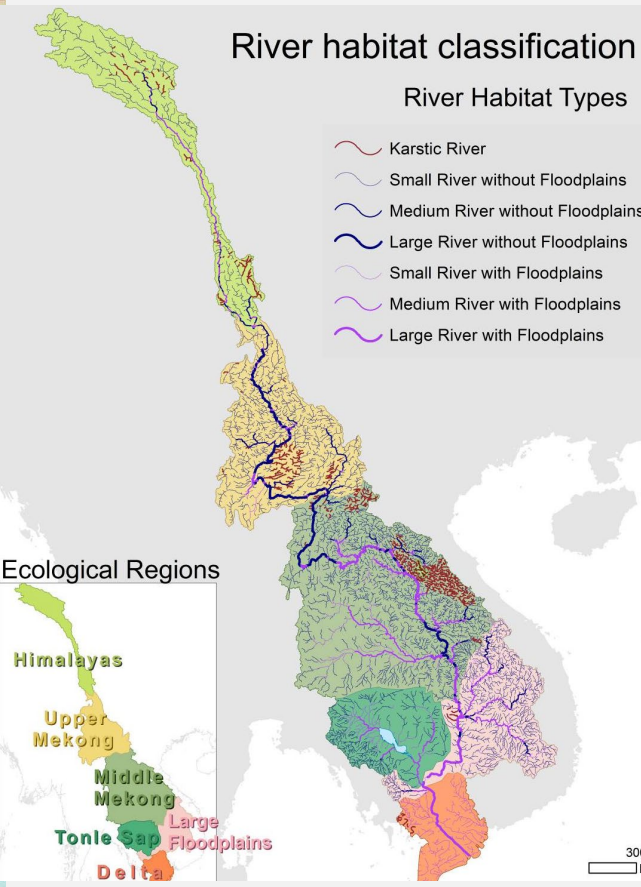 River habitat classification
River Habitat Types
Karstic River
Small River without Floodplains
Medium River without Floodplains
Large River without Floodplains
Small River with Floodplains
Medium River with Floodplains
Large River with Floodplains
Ecological Regions
Himalayas
Upper
Mekong
Middle
Mekong
Large
Tonle Sap Floodplains
Delta